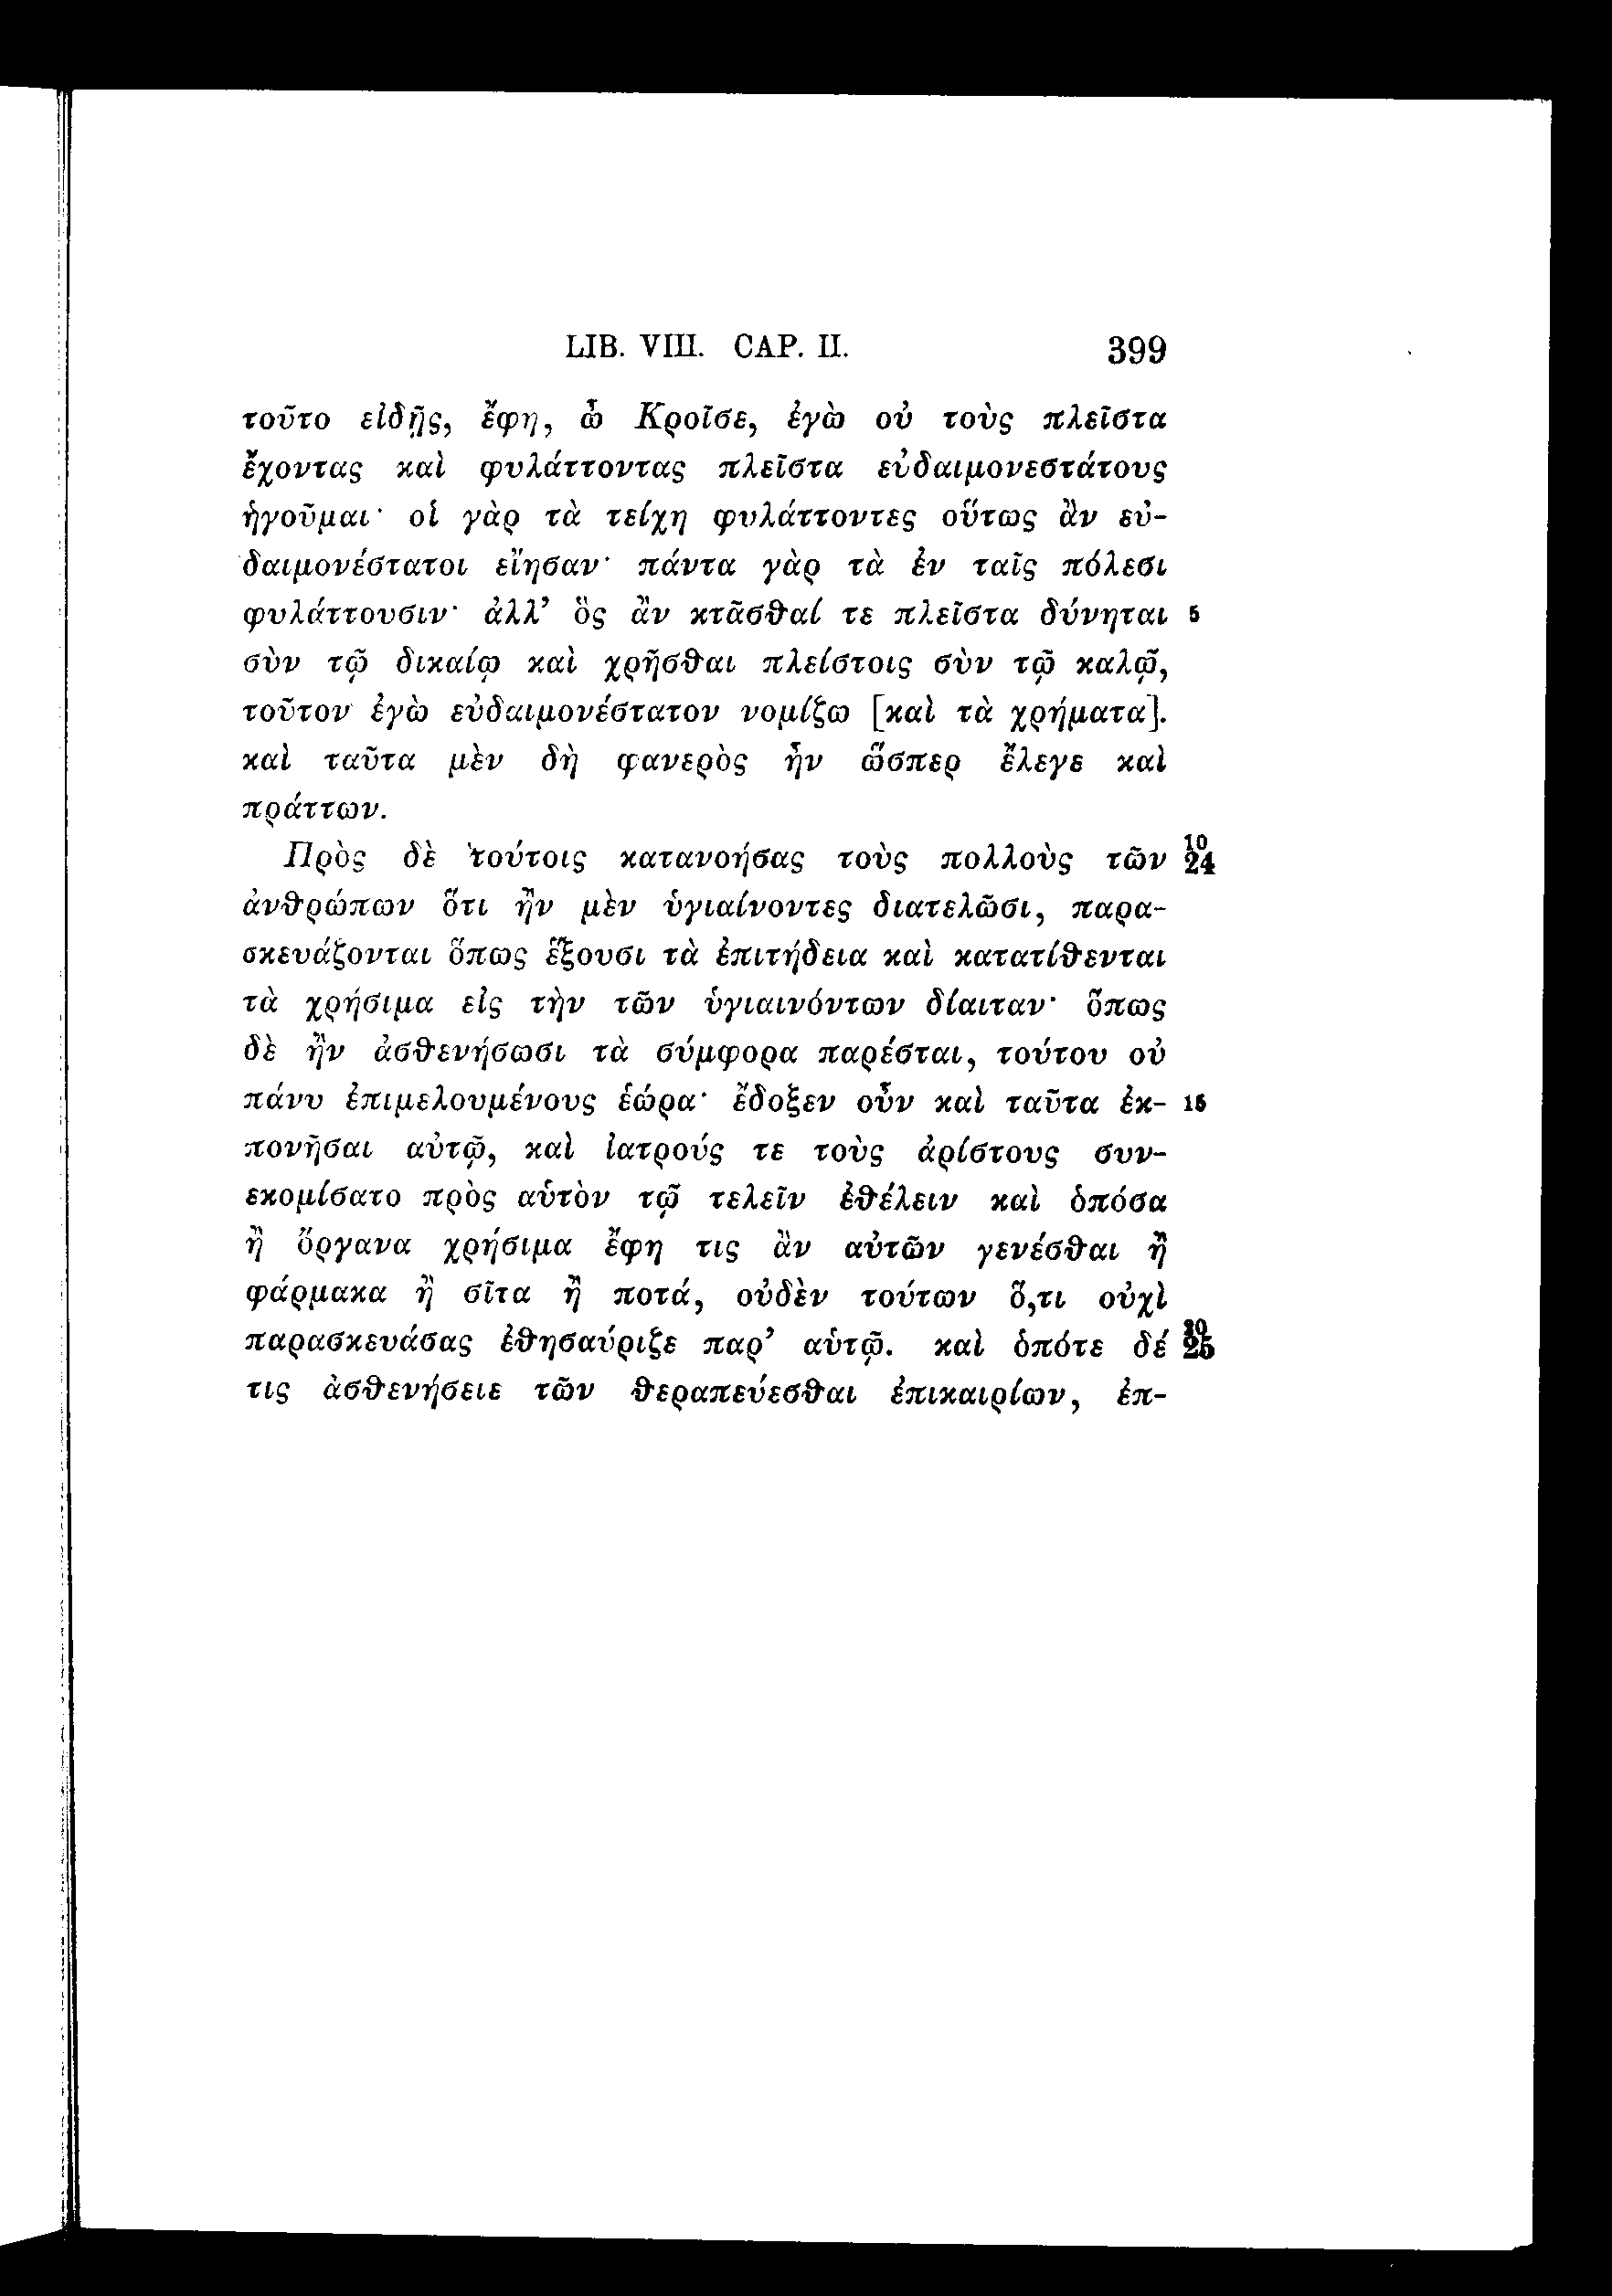 LIB. VIII. CAP. II. 399
τοῦτο εἰδῇς, ἔφη, ὦ Κροῖσε, ἐγὼ οὐ τοὺς πλεῖστα
ἔχοντας καὶ φυλάττοντας πλεῖστα εὐδαιμονεστάτους
ἡγοῦμαι· οἱ γὰρ τὰ τείχη φυλάττοντες οὕτως ἂν εὐ-
δαιμονέστατοι εἴησαν· πάντα γὰρ τὰ ἐν ταῖς πόλεσι
φυλάττουσιν· ἀλλ’ ὃς ἂν κτᾶσθαί τε πλεῖστα δύνηται 5
σὺν τῷ δικαίῳ καὶ χρῆσθαι πλείστοις σὺν τῷ καλῷ,
τοῦτον ἐγὼ εὐδαιμονέστατον νομίζω [καὶ τὰ χρήματα].
καὶ ταῦτα μὲν δὴ φανερὸς ἦν ὥσπερ ἔλεγε καὶ
πράττων.
Πρὸς δὲ τούτοις κατανοήσας τοὺς πολλοὺς τῶν 10 24
ἀνθρώπων ὅτι ἢν μὲν ὑγιαίνοντες διατελῶσι, παρα-
σκευάζονται ὅπως ἕξουσι τὰ ἐπιτήδεια καὶ κατατίθενται
τὰ χρήσιμα εἰς τὴν τῶν ὑγιαινόντων δίαιταν· ὅπως
δὲ ἢν ἀσθενήσωσι τὰ σύμφορα παρέσται, τούτου οὐ
πάνυ ἐπιμελουμένους ἑώρα· ἔδοξεν οὖν καὶ ταῦτα ἐκ- 15
πονῆσαι αὐτῷ, καὶ ἰατρούς τε τοὺς ἀρίστους συν-
εκομίσατο πρὸς αὑτὸν τῷ τελεῖν ἐθέλειν καὶ ὁπόσα
ἢ ὄργανα χρήσιμα ἔφη τις ἂν αὐτῶν γενέσθαι ἢ
φάρμακα ἢ σῖτα ἢ ποτά, οὐδὲν τούτων ὅ,τι οὐχὶ
παρασκευάσας ἐθησαύριζε παρ’ αὑτῷ. καὶ ὁπότε δέ 20 25
τις ἀσθενήσειε τῶν θεραπεύεσθαι ἐπικαιρίων, ἐπ-